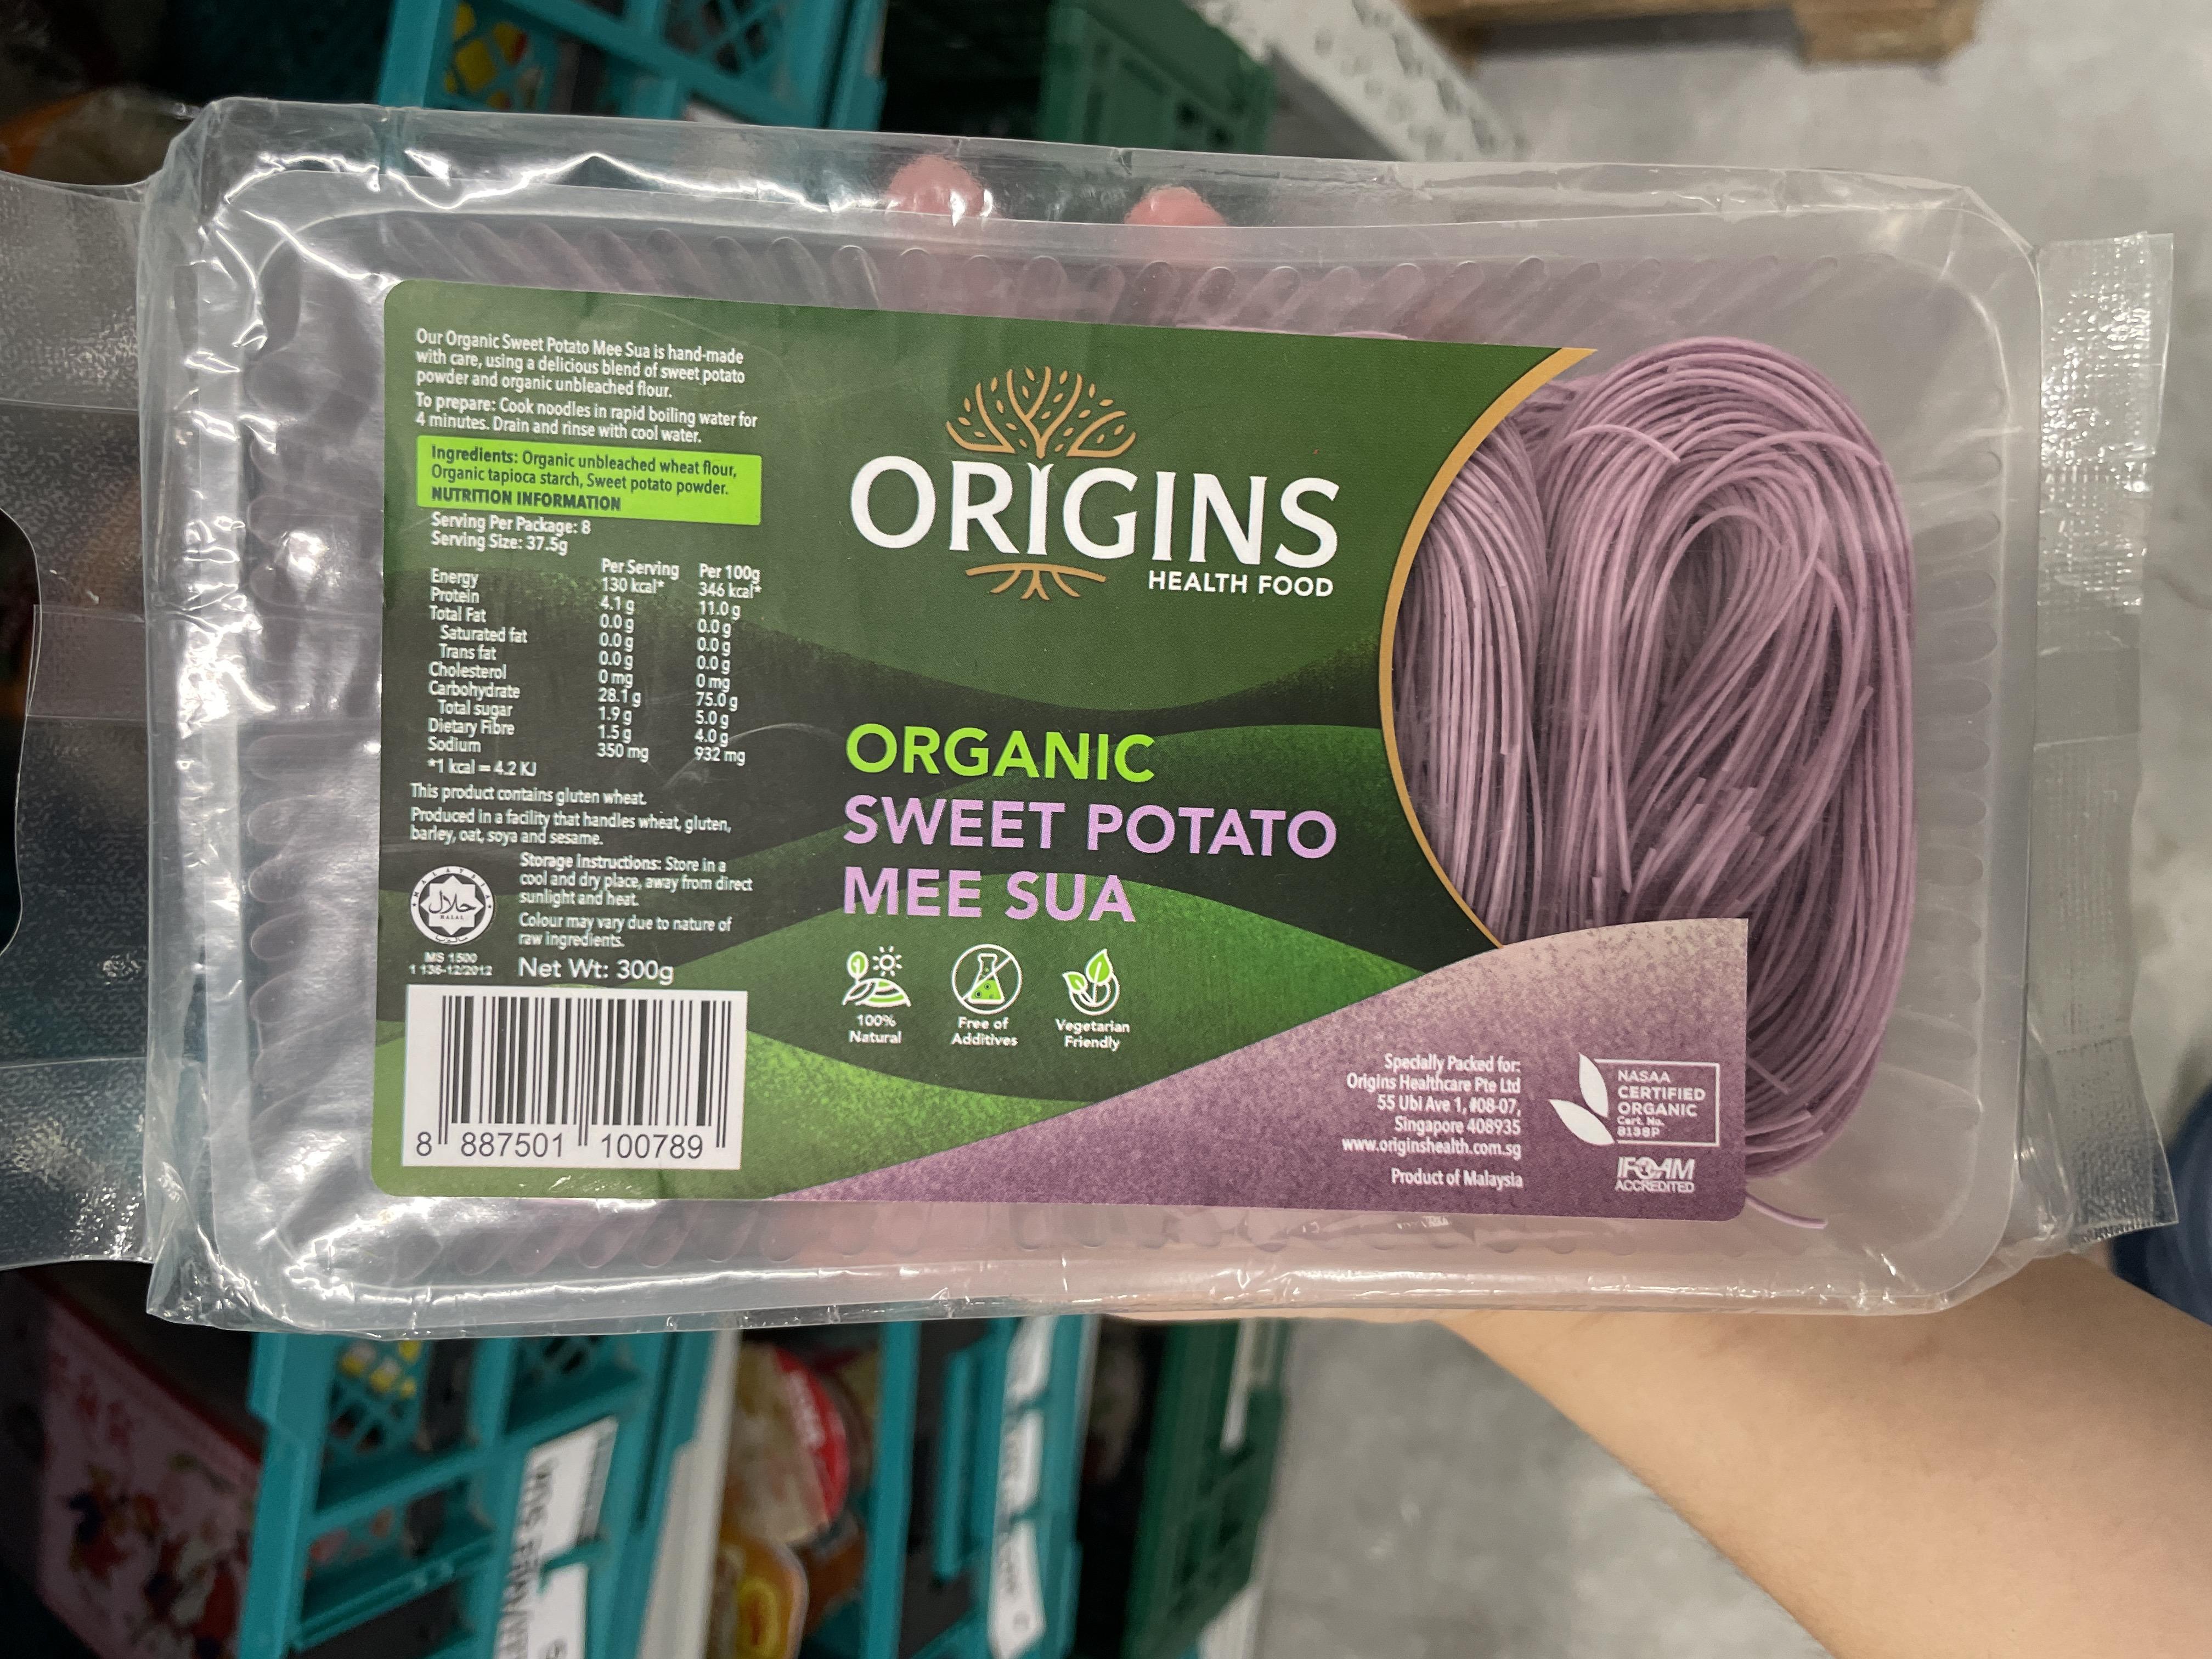 Our Organic Sweet Potato Mee Sua is hand-made
with care, using a delicious blend of sweet potato
powder and organic unbleached flour.
To prepare: Cook noodles in rapid boiling water for
4 minutes. Drain and rinse with cool water.
Ingredients: Organic unbleached wheat flour,
Organic tapioca starch, Sweet potato powder.
NUTRITION INFORMATION
Serving Per Package: 8
Serving Size: 37.5g
Per Serving Per 100g
Energy 130 kcal* 346 kcal*
Protein 4.1 g 11.0 g
Total Fat 0.0 g 0.0 g
Saturated fat 0.0 g 0.0 g
Trans fat 0.0 g 0.0 g
Cholesterol 0 mg 0 mg
Carbohydrate 28.1 g 75.0 g
Total sugar 1.9 g 5.0 g
Dietary Fibre 1.5 g 4.0 g
Sodium 350 mg 932 mg
*1 kcal = 4.2 KJ
This product contains gluten wheat.
Produced in a facility that handles wheat, gluten,
barley, oat, soya and sesame.
MALAYSIA
حلال
HALAL
MS 1500
1 136-12/2012
Storage instructions: Store in a
cool and dry place, away from direct
sunlight and heat.
Colour may vary due to nature of
raw ingredients.
Net Wt: 300g
8 887501 100789
ORIGINS
HEALTH FOOD
ORGANIC
SWEET POTATO
MEE SUA
100%
Natural
Free of
Additives
Vegetarian
Friendly
Specially Packed for:
Origins Healthcare Pte Ltd
55 Ubi Ave 1, #08-07,
Singapore 408935
www.originshealth.com.sg
Product of Malaysia
NASAA
CERTIFIED
ORGANIC
Cert. No.
8138P
IFOAM
ACCREDITED